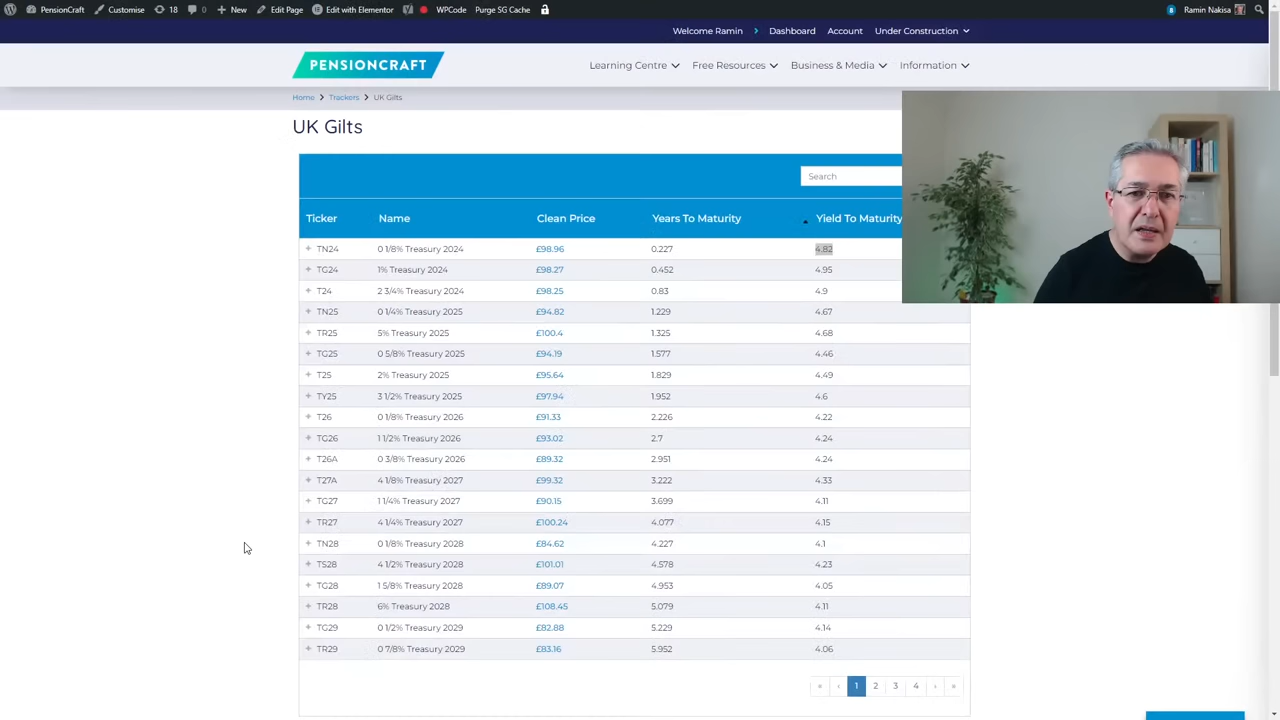 PensionCraft Customise 18 0 New Edit Page Edit with Elementor WPCode Purge SG Cache 8 Ramin Nakisa
Welcome Ramin Dashboard Account Under Construction
PENSIONCRAFT Learning Centre Free Resources Business & Media Information
Home Trackers UK Gilts
UK Gilts
Search
Ticker Name Clean Price Years To Maturity Yield To Maturity
TN24 0 1/8% Treasury 2024 £98.96 0.227 4.82
TG24 1% Treasury 2024 £98.27 0.452 4.95
T24 2 3/4% Treasury 2024 £98.25 0.83 4.9
TN25 0 1/4% Treasury 2025 £94.82 1.229 4.67
TR25 5% Treasury 2025 £100.4 1.325 4.68
TG25 0 5/8% Treasury 2025 £94.19 1.577 4.46
T25 2% Treasury 2025 £95.64 1.829 4.49
TY25 3 1/2% Treasury 2025 £97.94 1.952 4.6
T26 0 1/8% Treasury 2026 £91.33 2.226 4.22
TG26 1 1/2% Treasury 2026 £93.02 2.7 4.24
T26A 0 3/8% Treasury 2026 £89.32 2.951 4.24
T27A 4 1/8% Treasury 2027 £99.32 3.222 4.33
TG27 1 1/4% Treasury 2027 £90.15 3.699 4.11
TR27 4 1/4% Treasury 2027 £100.24 4.077 4.15
TN28 0 1/8% Treasury 2028 £84.62 4.227 4.1
TS28 4 1/2% Treasury 2028 £101.01 4.578 4.23
TG28 1 5/8% Treasury 2028 £89.07 4.953 4.05
TR28 6% Treasury 2028 £108.45 5.079 4.11
TG29 0 1/2% Treasury 2029 £82.88 5.229 4.14
TR29 0 7/8% Treasury 2029 £83.16 5.952 4.06
« ‹ 1 2 3 4 › »